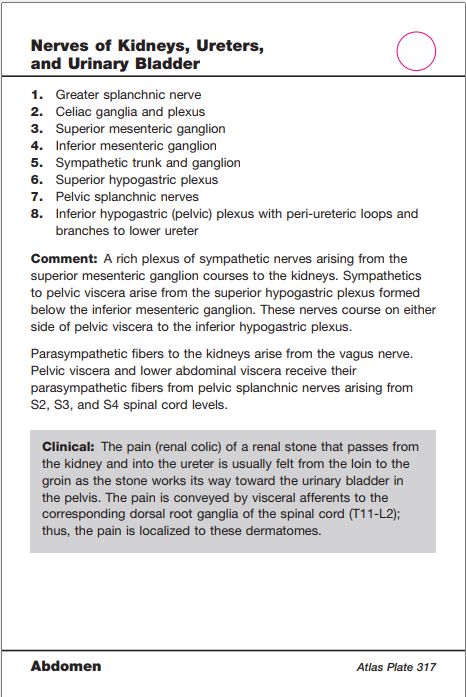 Nerves of Kidneys, Ureters,
and Urinary Bladder
1. Greater splanchnic nerve
2. Celiac ganglia and plexus
3. Superior mesenteric ganglion
4. Inferior mesenteric ganglion
5. Sympathetic trunk and ganglion
6. Superior hypogastric plexus
7. Pelvic splanchnic nerves
8. Inferior hypogastric (pelvic) plexus with peri-ureteric loops and
branches to lower ureter
Comment: A rich plexus of sympathetic nerves arising from the
superior mesenteric ganglion courses to the kidneys. Sympathetics
to pelvic viscera arise from the superior hypogastric plexus formed
below the inferior mesenteric ganglion. These nerves course on either
side of pelvic viscera to the inferior hypogastric plexus.
Parasympathetic fibers to the kidneys arise from the vagus nerve.
Pelvic viscera and lower abdominal viscera receive their
parasympathetic fibers from pelvic splanchnic nerves arising from
S2, S3, and S4 spinal cord levels.
Clinical: The pain (renal colic) of a renal stone that passes from
the kidney and into the ureter is usually felt from the loin to the
groin as the stone works its way toward the urinary bladder in
the pelvis. The pain is conveyed by visceral afferents to the
corresponding dorsal root ganglia of the spinal cord (T11-L2);
thus, the pain is localized to these dermatomes.
Abdomen Atlas Plate 317